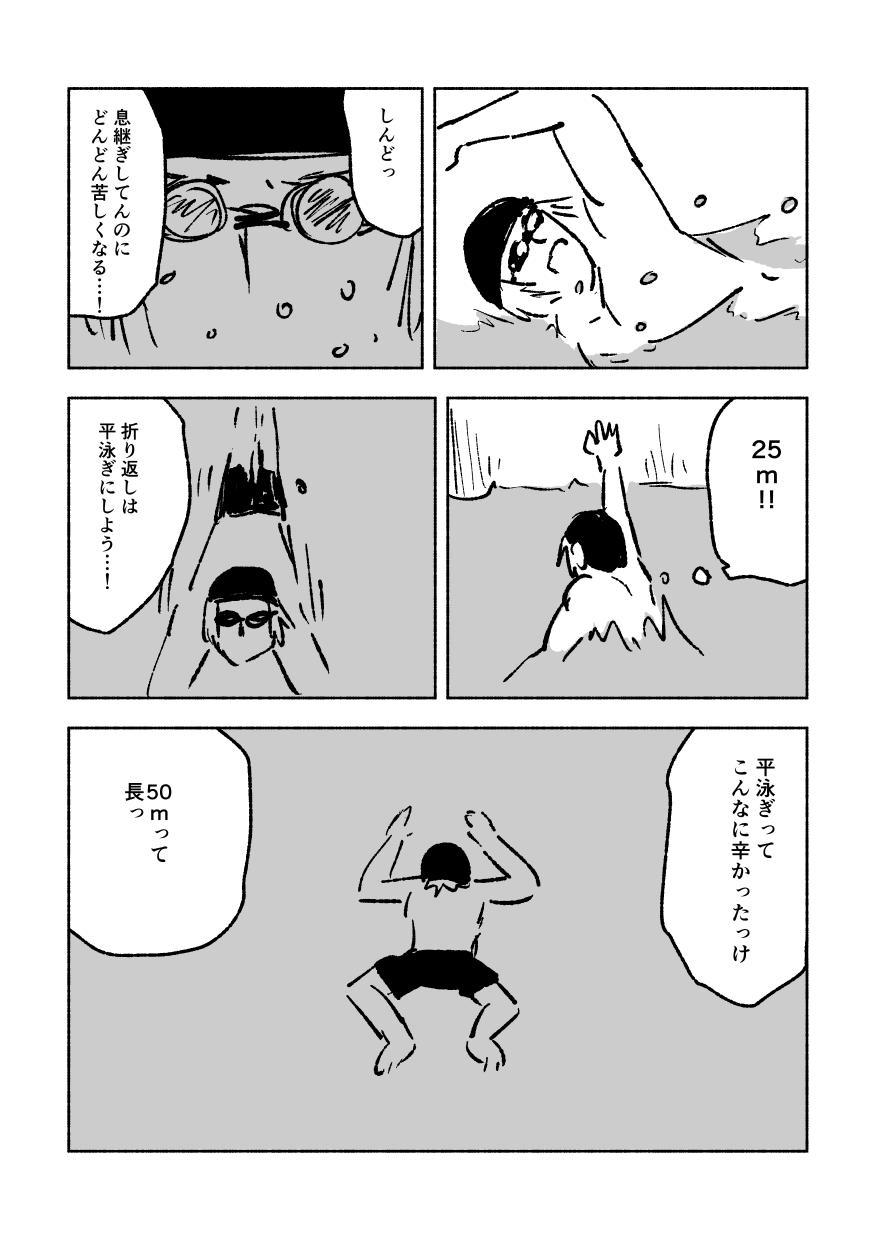 しんどっ
息継ぎしてんのに
どんどん苦しくなる…!
25
m!!
折り返しは
平泳ぎにしよう…!
平泳ぎって
こんなに辛かったっけ
50mって
長っ